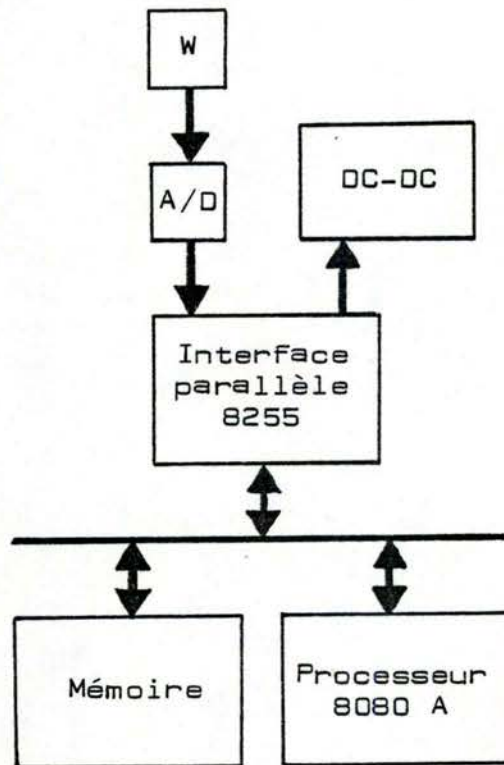 W
A/D
DC-DC
Interface
parallèle
8255
Mémoire
Processeur
8080 A